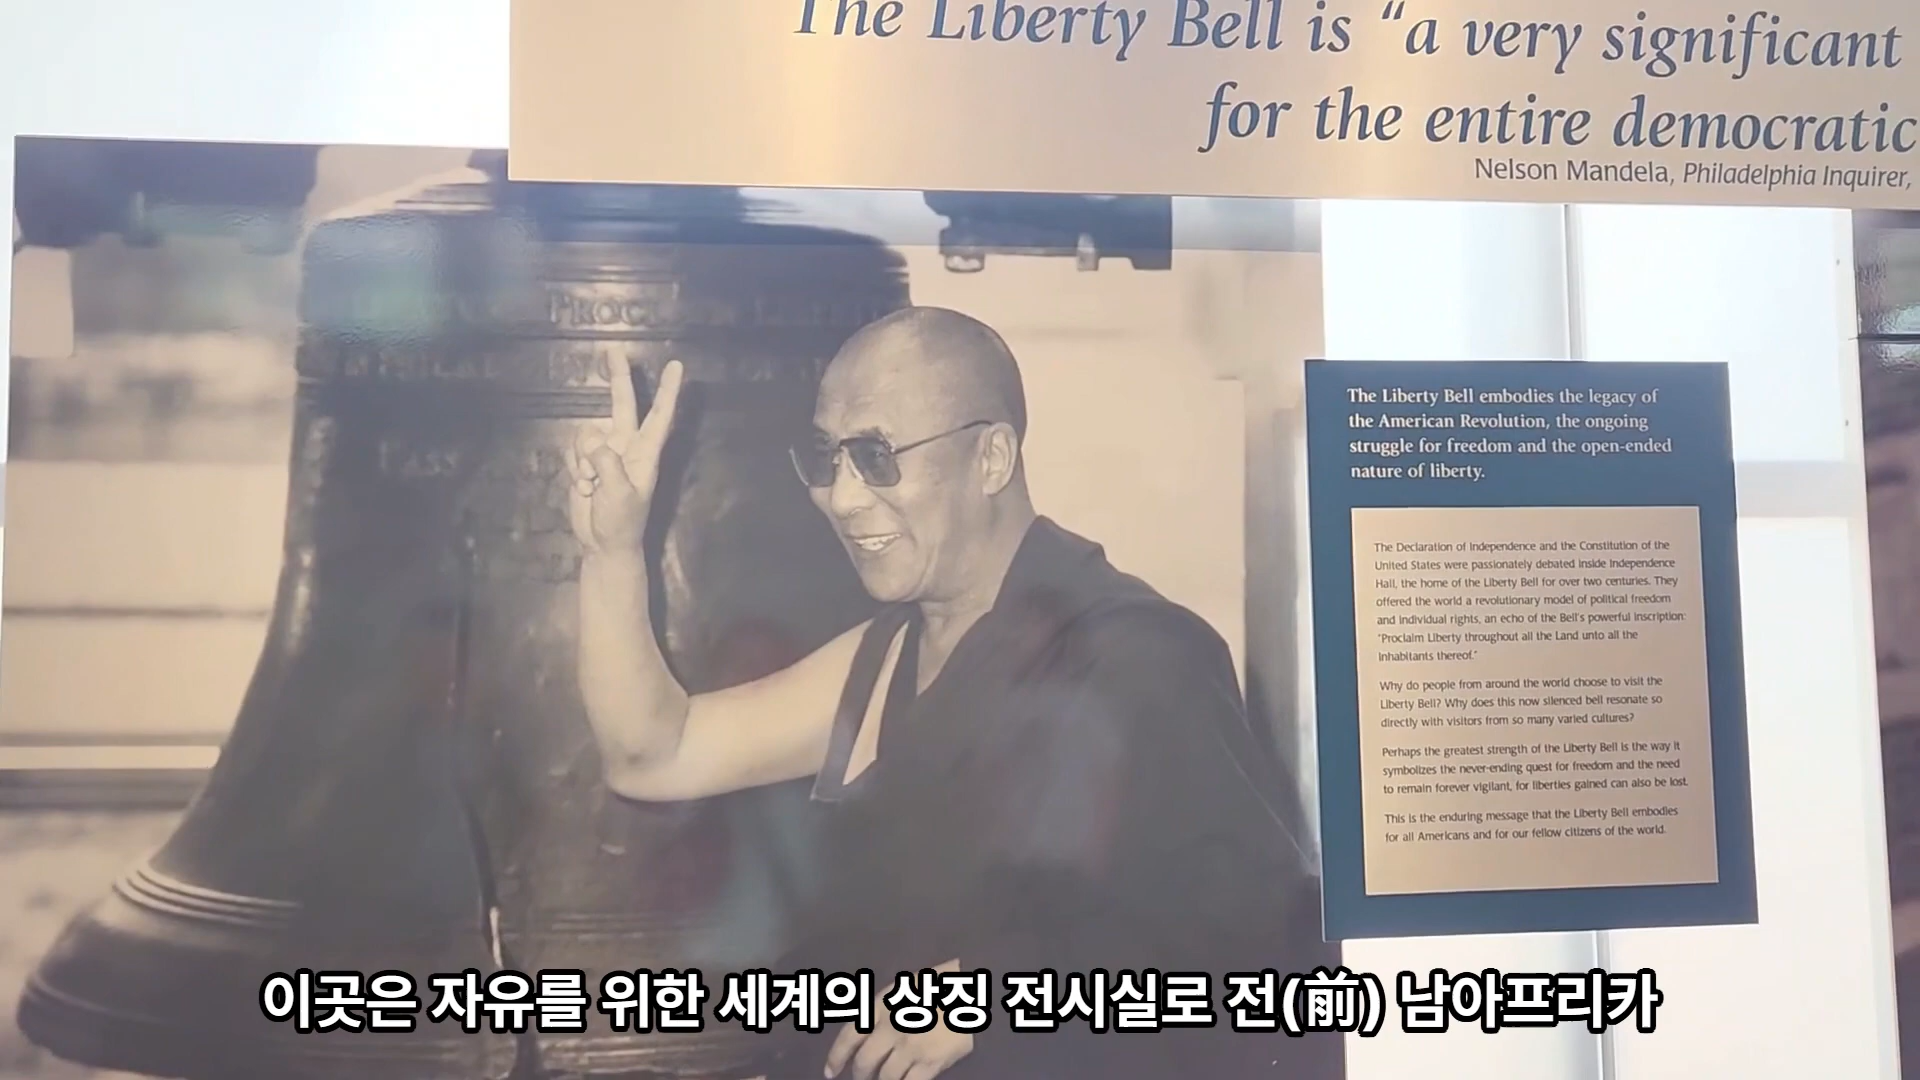 The Liberty Bell is “a very significant
for the entire democratic
Nelson Mandela, Philadelphia Inquirer,
PROCL
The Liberty Bell embodies the legacy of
the American Revolution, the ongoing
struggle for freedom and the open-ended
nature of liberty.
The Declaration of Independence and the Constitution of the
United States were passionately debated inside Independence
Hall, the home of the Liberty Bell for over two centuries. They
offered the world a revolutionary model of political freedom
and individual rights, an echo of the Bell's powerful inscription:
"Proclaim Liberty throughout all the Land unto all the
Inhabitants thereof."
Why do people from around the world choose to visit the
Liberty Bell? Why does this now silenced bell resonate so
directly with visitors from so many varied cultures?
Perhaps the greatest strength of the Liberty Bell is the way it
symbolizes the never-ending quest for freedom and the need
to remain forever vigilant, for liberties gained can also be lost.
This is the enduring message that the Liberty Bell embodies
for all Americans and for our fellow citizens of the world.
이곳은 자유를 위한 세계의 상징 전시실로 전(前) 남아프리카